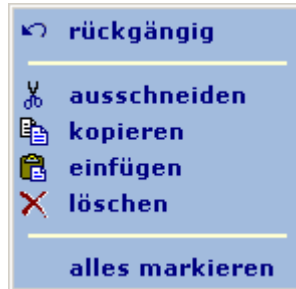 rückgängig
ausschneiden
kopieren
einfügen
löschen
alles markieren